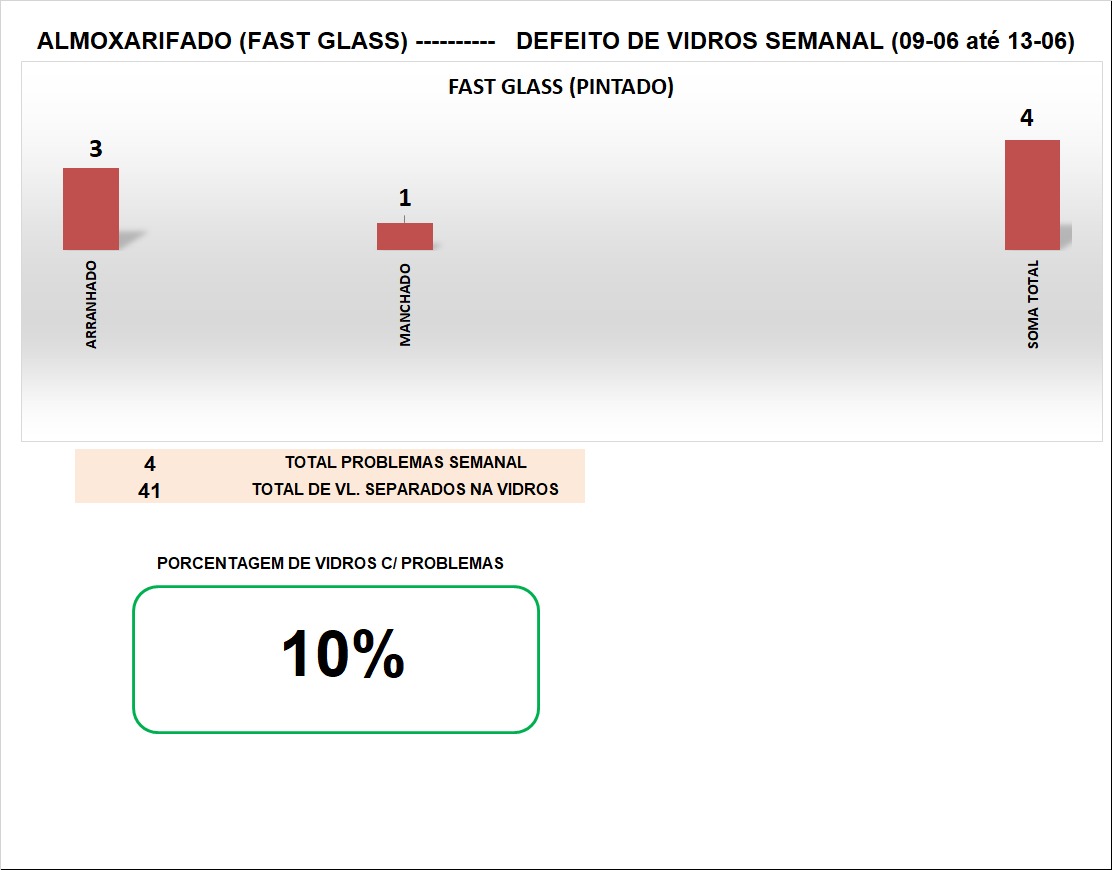 ALMOXARIFADO (FAST GLASS) ---------- DEFEITO DE VIDROS SEMANAL (09-06 até 13-06)
FAST GLASS (PINTADO)
3
1
4
ARRANHADO
MANCHADO
SOMA TOTAL
4 TOTAL PROBLEMAS SEMANAL
41 TOTAL DE VL. SEPARADOS NA VIDROS
PORCENTAGEM DE VIDROS C/ PROBLEMAS
10%